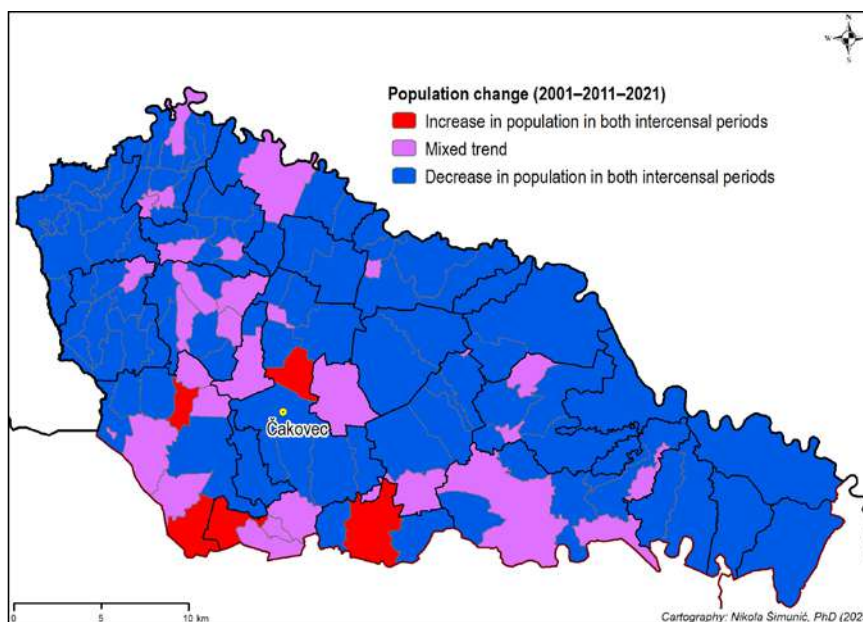 N
W E
S
Population change (2001–2011–2021)
Increase in population in both intercensal periods
Mixed trend
Decrease in population in both intercensal periods
Čakovec
0 5 10 km
Cartography: Nikola Šimunić, PhD (202